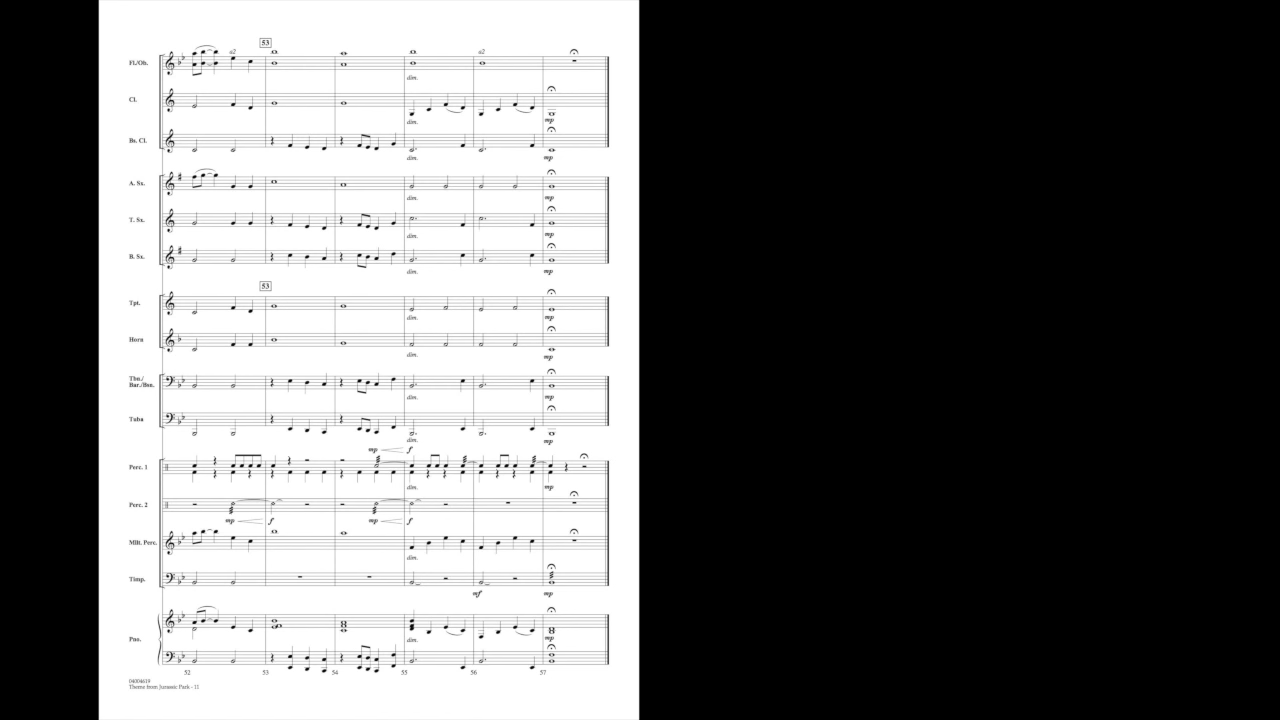 53
Fl./Ob. a2 dim. a2
Cl. dim. mp
Bs. Cl. dim. mp
A. Sx. dim. mp
T. Sx. dim. mp
B. Sx. dim. mp
53
Tpt. dim. mp
Horn dim. mp
Tbn./
Bar./Bsn. dim. mp
Tuba dim. mp
mp f
Perc. 1 dim. mp
Perc. 2 mp f mp f
Mlt. Perc. dim.
Timp. mf mp
Pno. dim. mp
52 53 54 55 56 57
04004619
Theme from Jurassic Park - 11